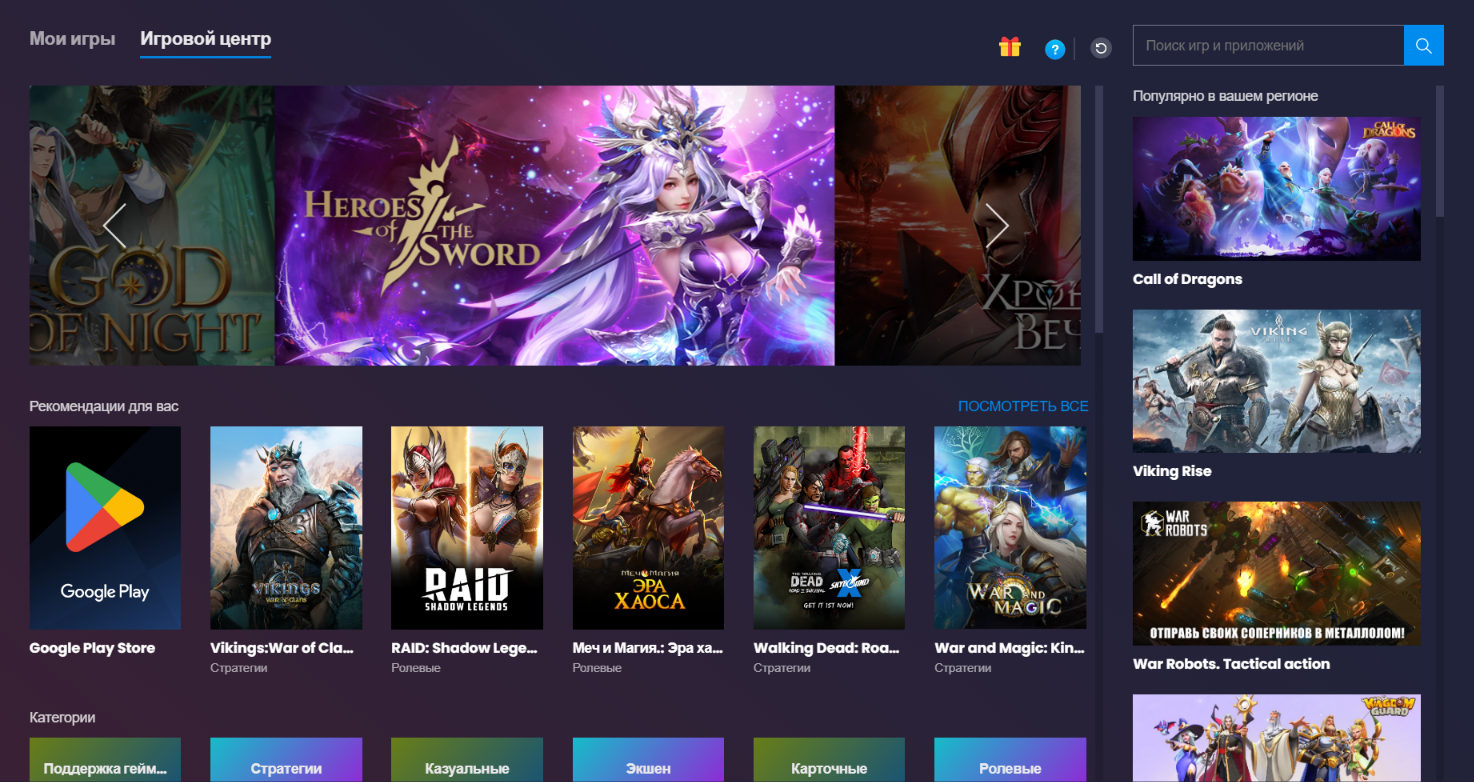 Мои игры
Игровой центр
?
Поиск игр и приложений
GOD
OF NIGHT
HEROES
OF THE
SWORD
ХРОН
ВЕЧ
Рекомендации для вас
ПОСМОТРЕТЬ ВСЕ
Google Play
Google Play Store
VIKINGS
WAR OF CLANS
Vikings:War of Cla...
Стратегии
RAID
SHADOW LEGENDS
RAID: Shadow Lege...
Ролевые
МЕЧ И МАГИЯ
ЭРА
ХАОСА
Меч и Магия.: Эра ха...
Ролевые
THE WALKING
DEAD
ROAD TO SURVIVAL
X
SKYBOUND
GET IT 1ST NOW!
Walking Dead: Roa...
Стратегии
WAR AND
MAGIC
War and Magic: Kin...
Стратегии
Категории
Поддержка гейм...
Стратегии
Казуальные
Экшен
Карточные
Ролевые
Популярно в вашем регионе
CALL OF
DRAGONS
Call of Dragons
VIKING
RISE
Viking Rise
WAR
ROBOTS
ОТПРАВЬ СВОИХ СОПЕРНИКОВ В МЕТАЛЛОЛОМ!
War Robots. Tactical action
KINGDOM
GUARD